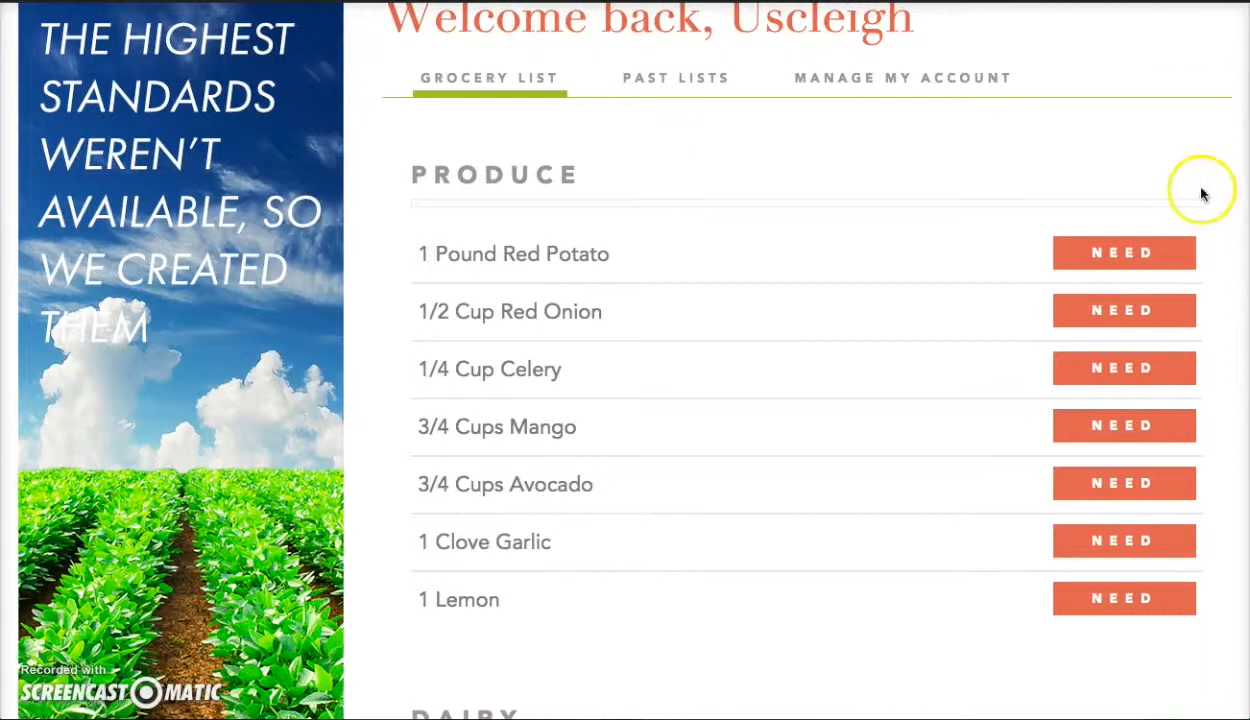 THE HIGHEST
STANDARDS
WEREN'T
AVAILABLE, SO
WE CREATED
THEM
Recorded with
SCREENCAST MATIC
Welcome back, Uscleigh
GROCERY LIST PAST LISTS MANAGE MY ACCOUNT
PRODUCE
1 Pound Red Potato NEED
1/2 Cup Red Onion NEED
1/4 Cup Celery NEED
3/4 Cups Mango NEED
3/4 Cups Avocado NEED
1 Clove Garlic NEED
1 Lemon NEED
DAIRY